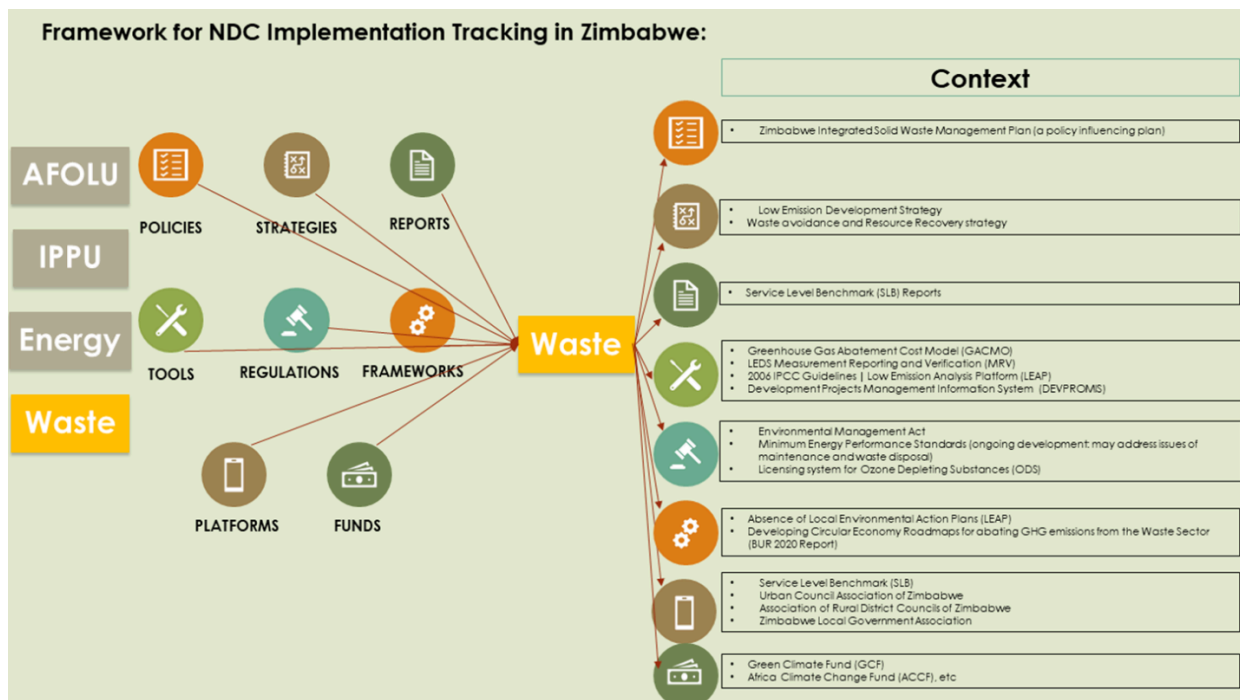 Framework for NDC Implementation Tracking in Zimbabwe:
AFOLU
IPPU
Energy
Waste
POLICIES
STRATEGIES
REPORTS
TOOLS
REGULATIONS
FRAMEWORKS
PLATFORMS
FUNDS
Waste
Context
• Zimbabwe Integrated Solid Waste Management Plan (a policy influencing plan)
• Low Emission Development Strategy
• Waste avoidance and Resource Recovery strategy
• Service Level Benchmark (SLB) Reports
• Greenhouse Gas Abatement Cost Model (GACMO)
• LEDS Measurement Reporting and Verification (MRV)
• 2006 IPCC Guidelines | Low Emission Analysis Platform (LEAP)
• Development Projects Management Information System (DEVPROMIS)
• Environmental Management Act
• Minimum Energy Performance Standards (ongoing development: may address issues of
maintenance and waste disposal)
• Licensing system for Ozone Depleting Substances (ODS)
• Absence of Local Environmental Action Plans (LEAP)
• Developing Circular Economy Roadmaps for abating GHG emissions from the Waste Sector
(BUR 2020 Report)
• Service Level Benchmark (SLB)
• Urban Council Association of Zimbabwe
• Association of Rural District Councils of Zimbabwe
• Zimbabwe Local Government Association
• Green Climate Fund (GCF)
• Africa Climate Change Fund (ACCF), etc